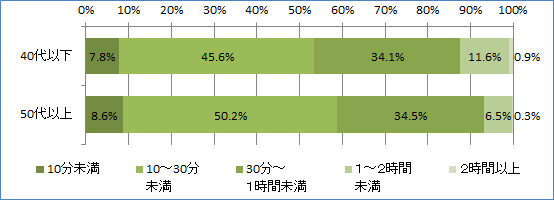 0% 10% 20% 30% 40% 50% 60% 70% 80% 90% 100%
40代以下 7.8% 45.6% 34.1% 11.6% 0.9%
50代以上 8.6% 50.2% 34.5% 6.5% 0.3%
10分未満 10～30分 30分～ 1～2時間 2時間以上
未満 1時間未満 未満